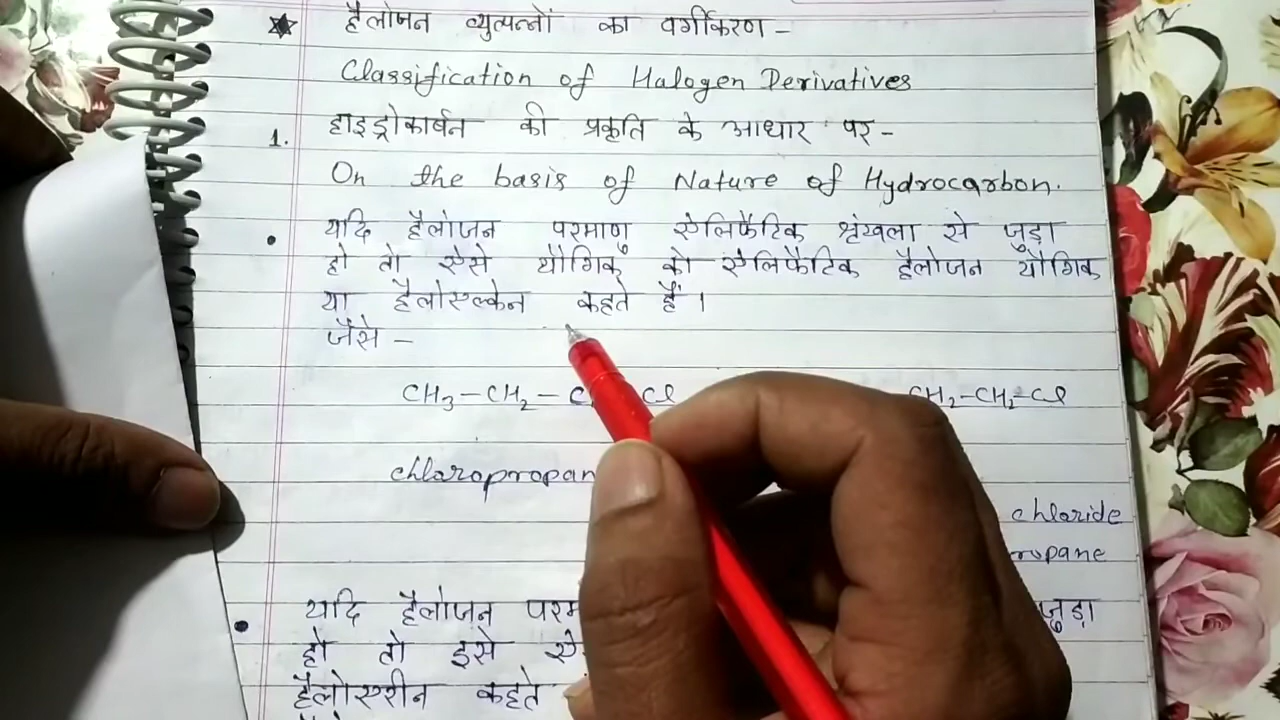 हैलोजन व्युत्पन्नों का वर्गीकरण -
Classification of Halogen Derivatives
1. हाइड्रोकार्बन की प्रकृति के आधार पर -
On the basis of Nature of Hydrocarbon.
यदि हैलोजन परमाणु ऐलिफैटिक श्रृंखला से जुड़ा
हो तो ऐसे यौगिक को ऐलिफैटिक हैलोजन यौगिक
या हैलोएल्केन कहते हैं ।
जैसे -
CH3-CH2- Cl CH2-CH2-Cl
chloropropan
chloride
ropane
यदि हैलोजन जुड़ा
हो तो इसे
हैलोएरीन कहते